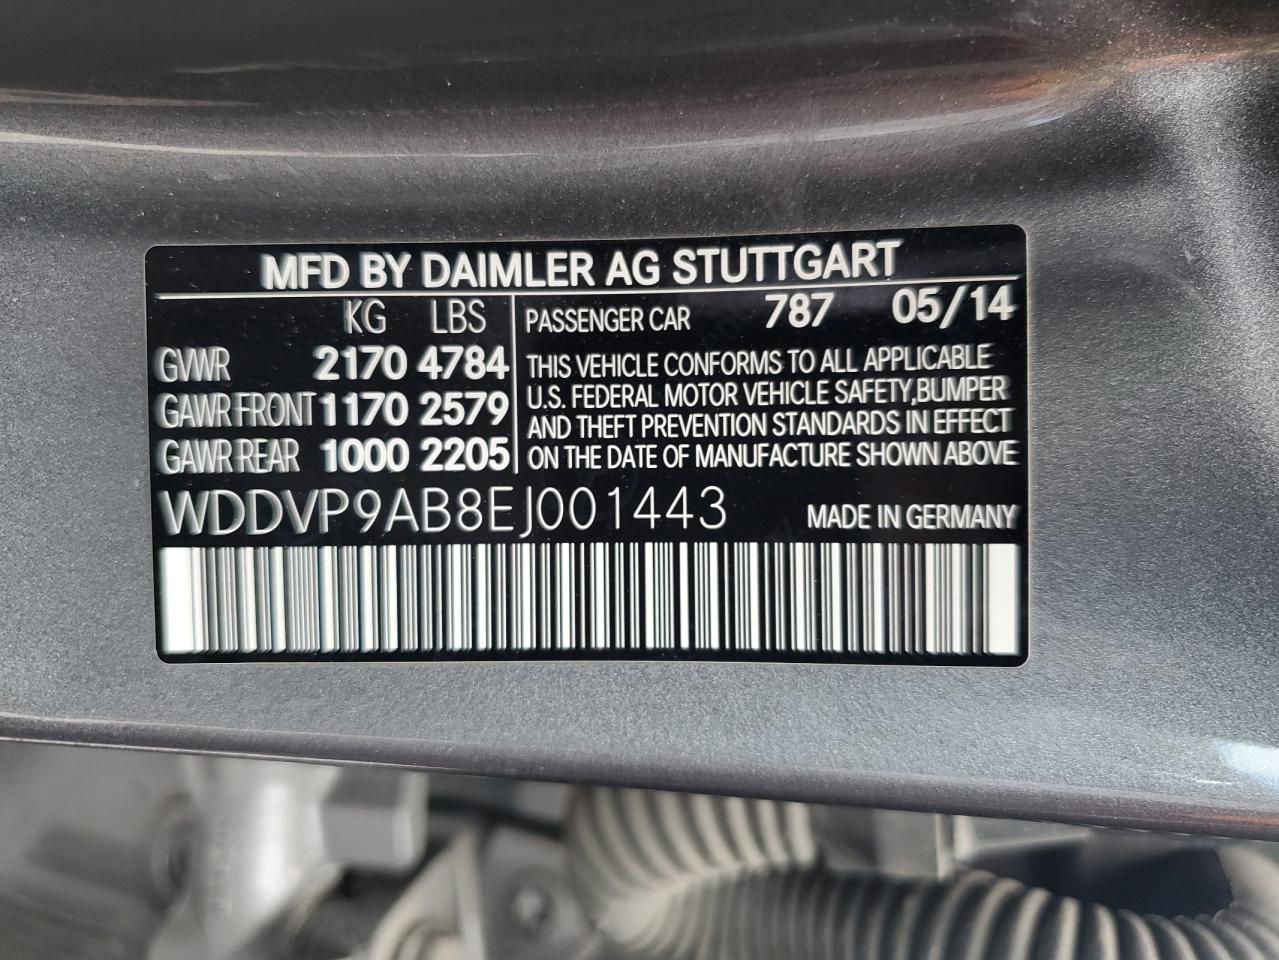 MFD BY DAIMLER AG STUTTGART
KG LBS
GVWR 2170 4784
GAWR FRONT 1170 2579
GAWR REAR 1000 2205
PASSENGER CAR 787 05/14
THIS VEHICLE CONFORMS TO ALL APPLICABLE
U.S. FEDERAL MOTOR VEHICLE SAFETY,BUMPER
AND THEFT PREVENTION STANDARDS IN EFFECT
ON THE DATE OF MANUFACTURE SHOWN ABOVE
WDDVP9AB8EJ001443 MADE IN GERMANY